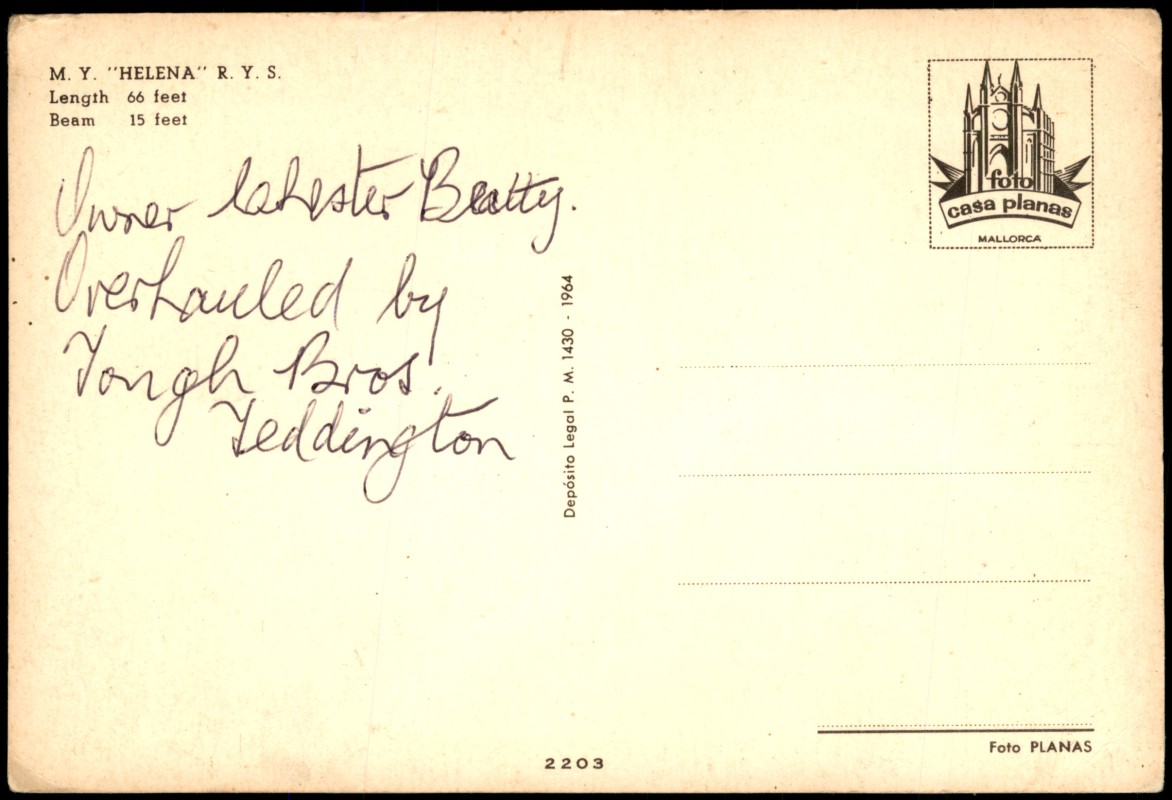 M. Y. "HELENA" R. Y. S.
Length 66 feet
Beam 15 feet
Owner Beatty.
Overhauled by
Tough Bros.
Teddington
Depósito Legal P. M. 1430 - 1964
foto
casa planas
MALLORCA
Foto PLANAS
2203